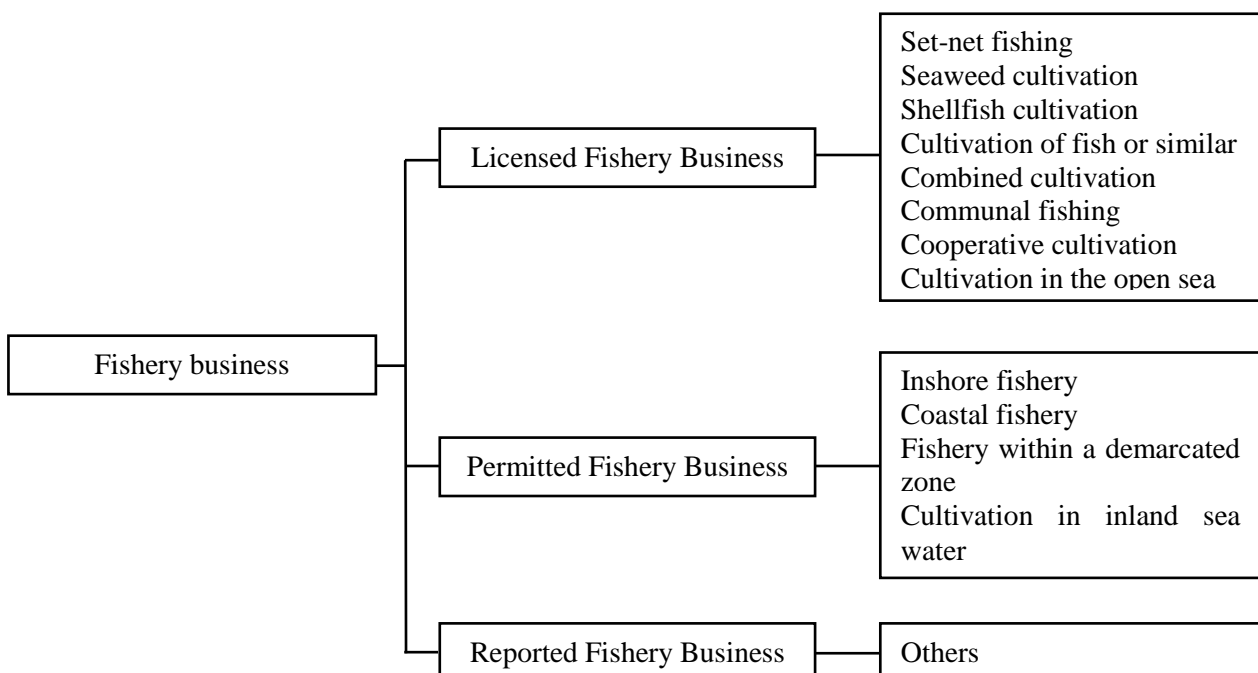 Set-net fishing
Seaweed cultivation
Shellfish cultivation
Cultivation of fish or similar
Combined cultivation
Communal fishing
Cooperative cultivation
Cultivation in the open sea
Licensed Fishery Business
Fishery business
Inshore fishery
Coastal fishery
Fishery within a demarcated
zone
Cultivation in inland sea
water
Permitted Fishery Business
Reported Fishery Business
Others